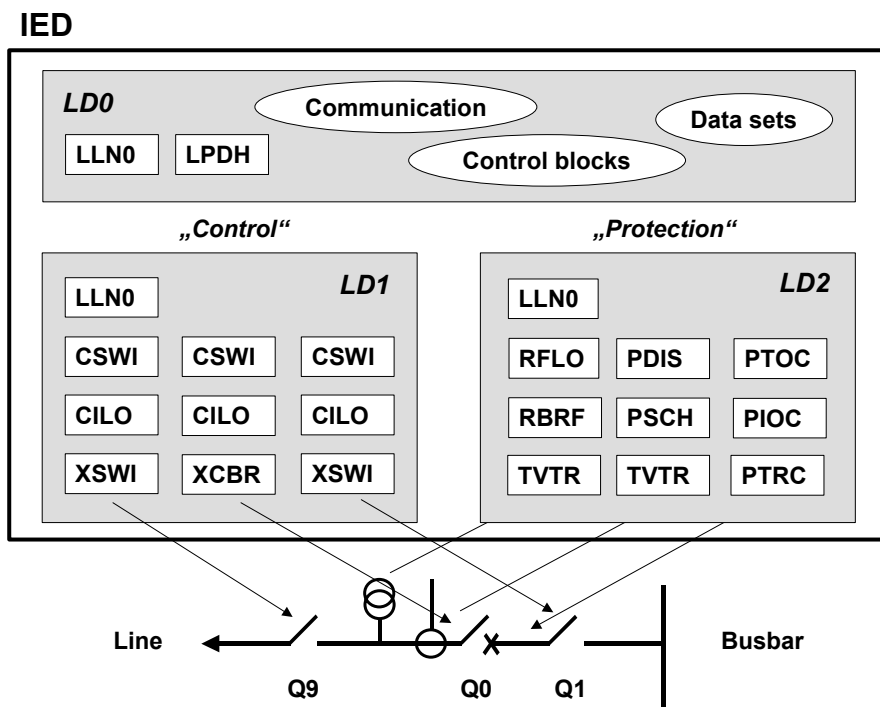 IED
LD0
Communication
Data sets
LLN0 LPDH
Control blocks
„Control“ „Protection“
LD1
LLN0
CSWI CSWI CSWI
CILO CILO CILO
XSWI XCBR XSWI
LD2
LLN0
RFLO PDIS PTOC
RBRF PSCH PIOC
TVTR TVTR PTRC
Line Busbar
Q9 Q0 Q1